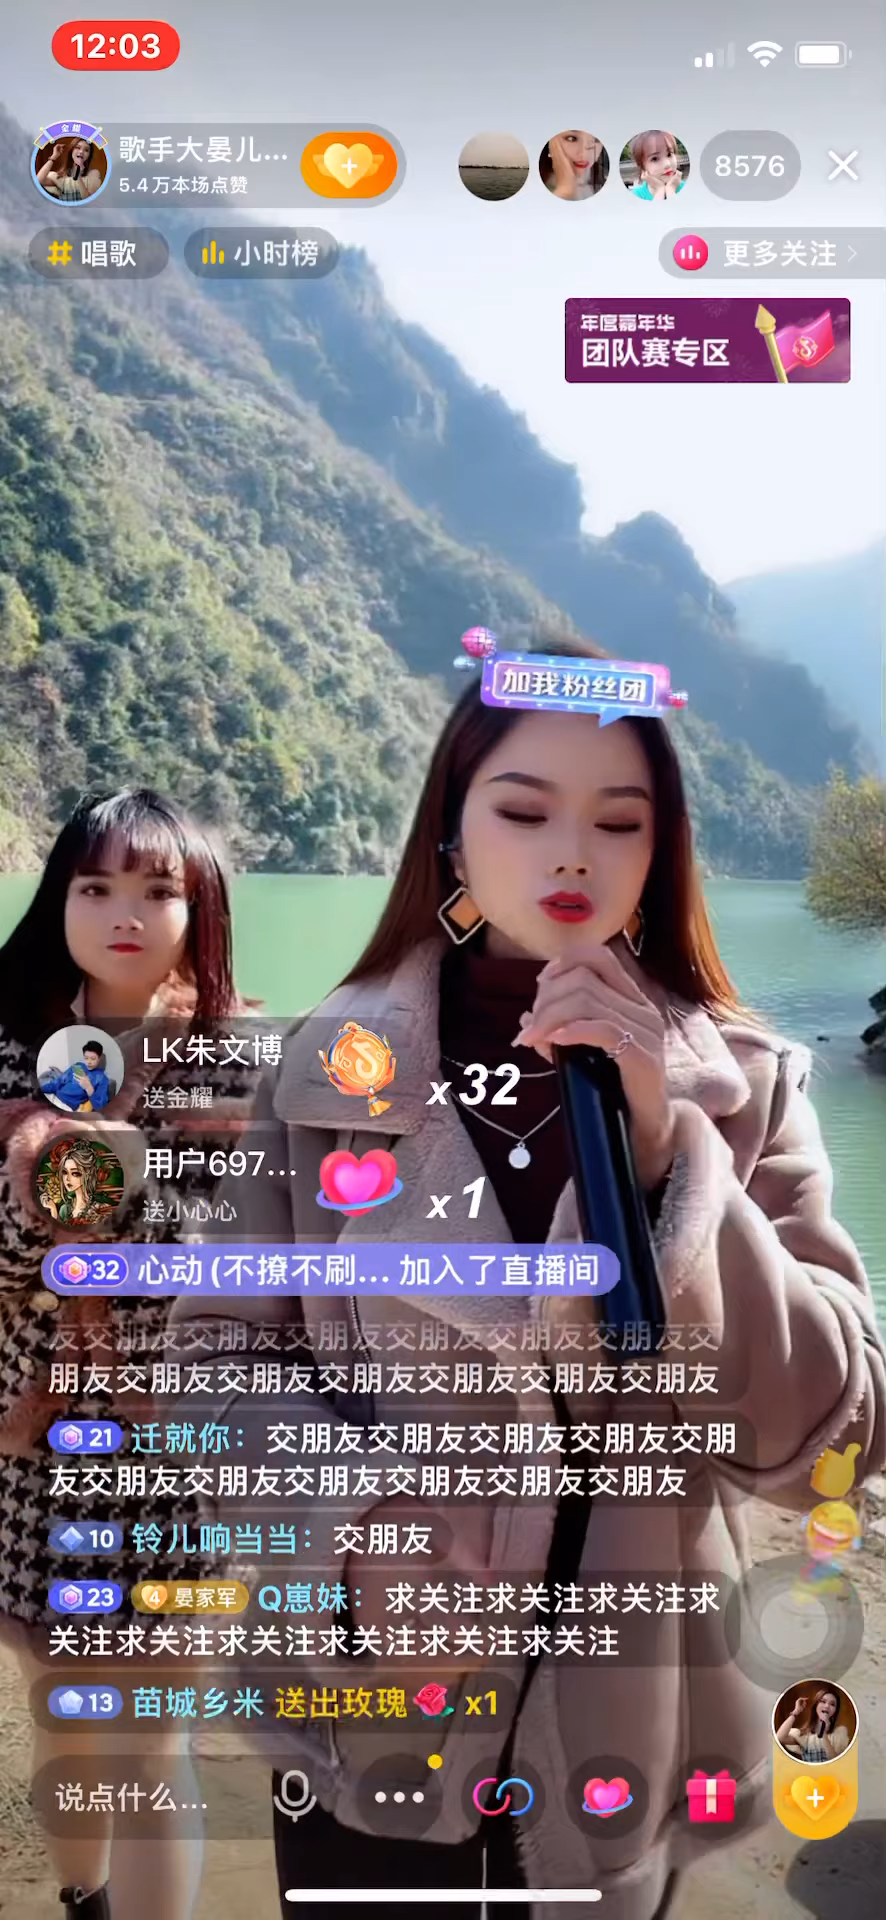 12:03
金耀
歌手大晏儿...
5.4万本场点赞
8576
唱歌
小时榜
更多关注
年度嘉年华
团队赛专区
加我粉丝团
LK朱文博
送金耀
x32
用户697...
送小心心
x1
32 心动(不撩不刷... 加入了直播间
友交朋友交朋友交朋友交朋友交朋友交朋友交
朋友交朋友交朋友交朋友交朋友交朋友交朋友
21 迁就你：交朋友交朋友交朋友交朋友交朋
友交朋友交朋友交朋友交朋友交朋友交朋友
10 铃儿响当当：交朋友
23 4 晏家军 Q崽妹：求关注求关注求关注求
关注求关注求关注求关注求关注求关注
13 苗城乡米 送出玫瑰 x1
说点什么...